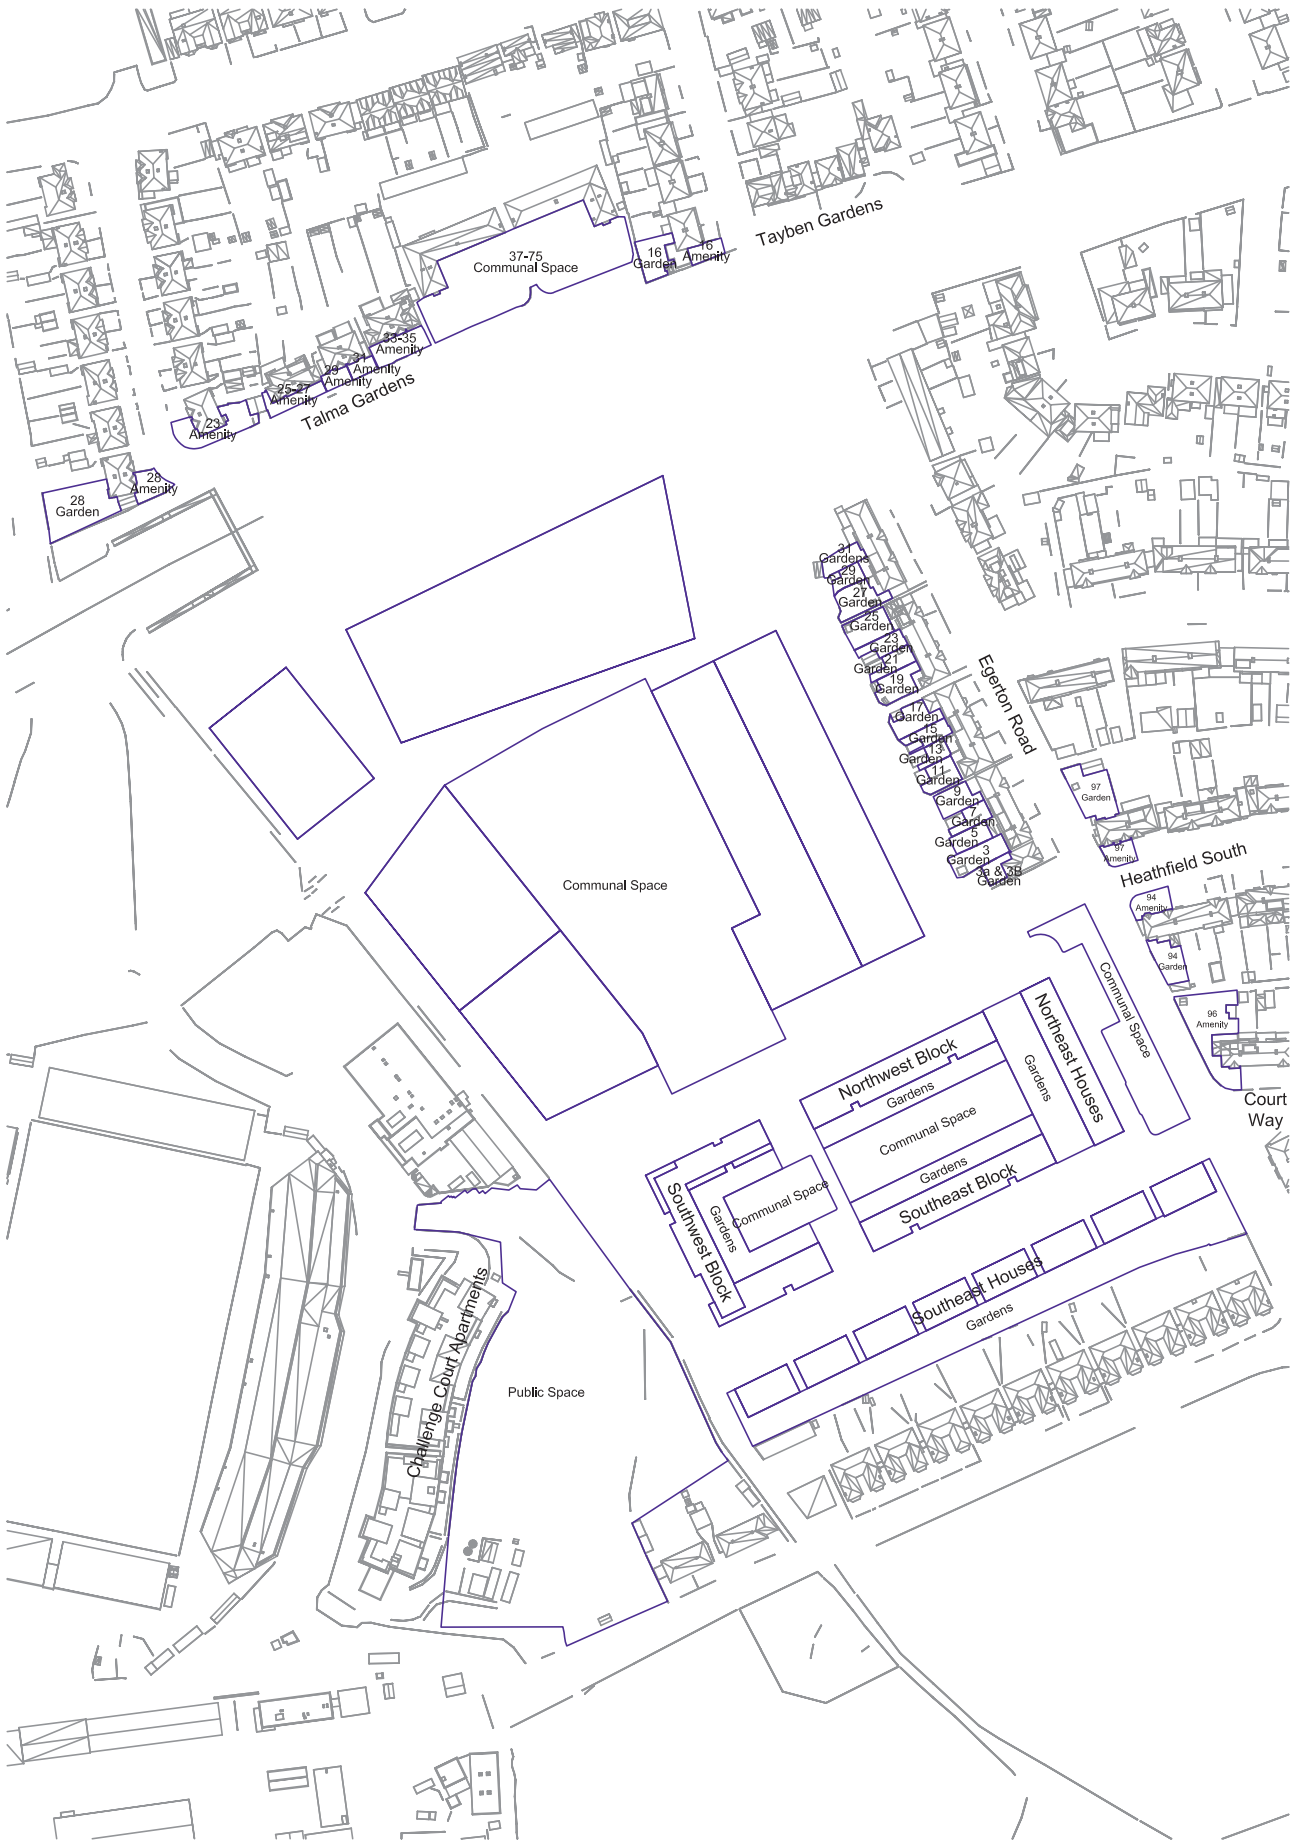 Tayben Gardens
37-75
Communal Space
16
Garden
16
Amenity
33-35
Amenity
31
Amenity
29
Amenity
25-27
Amenity
23
Amenity
Talma Gardens
28
Amenity
28
Garden
31
Gardens
29
Garden
27
Garden
25
Garden
23
Garden
21
Garden
19
Garden
17
Garden
15
Garden
13
Garden
11
Garden
9
Garden
7
Garden
5
Garden
3
Garden
3a & 3B
Garden
Egerton Road
97
Garden
97
Amenity
Heathfield South
94
Amenity
94
Garden
96
Amenity
Court
Way
Communal Space
Communal Space
Northeast Houses
Gardens
Northwest Block
Gardens
Communal Space
Gardens
Southeast Block
Southwest Block
Gardens
Communal Space
Southeast Houses
Gardens
Challenge Court Apartments
Public Space